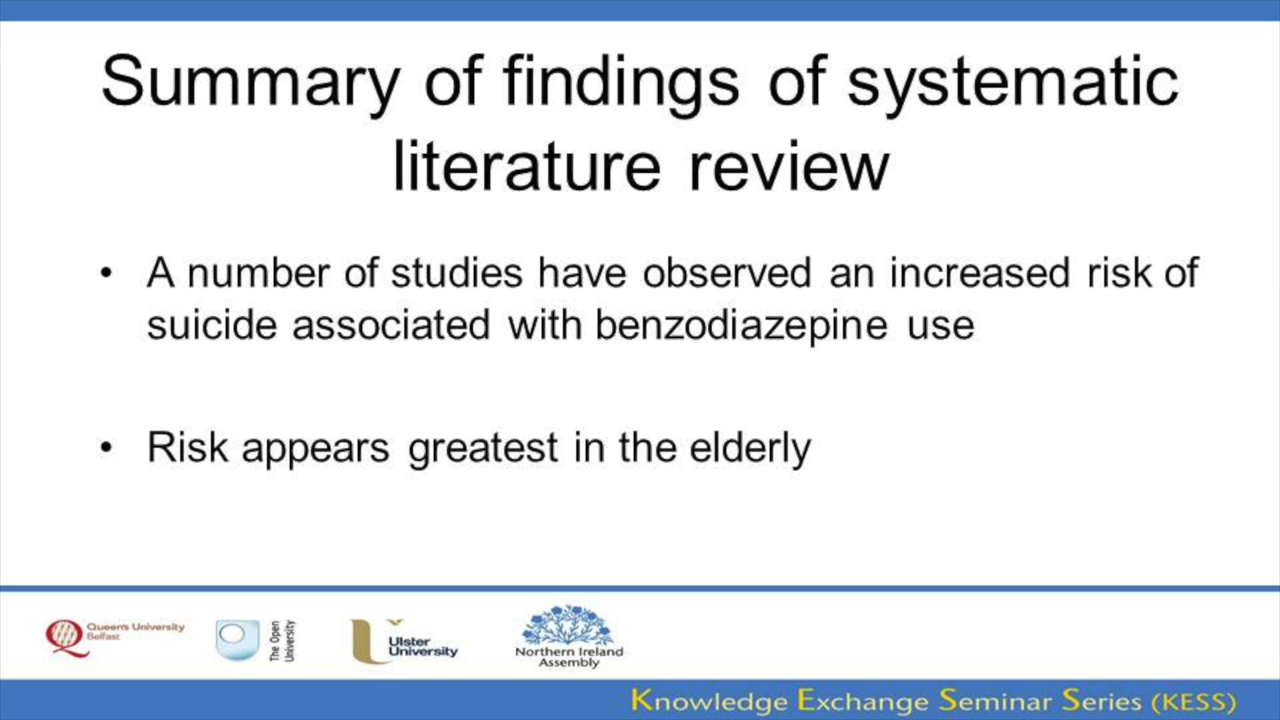 Summary of findings of systematic
literature review
• A number of studies have observed an increased risk of
suicide associated with benzodiazepine use
• Risk appears greatest in the elderly
Queen's University
Belfast
The Open
University
Ulster
University
Northern Ireland
Assembly
Knowledge Exchange Seminar Series (KESS)